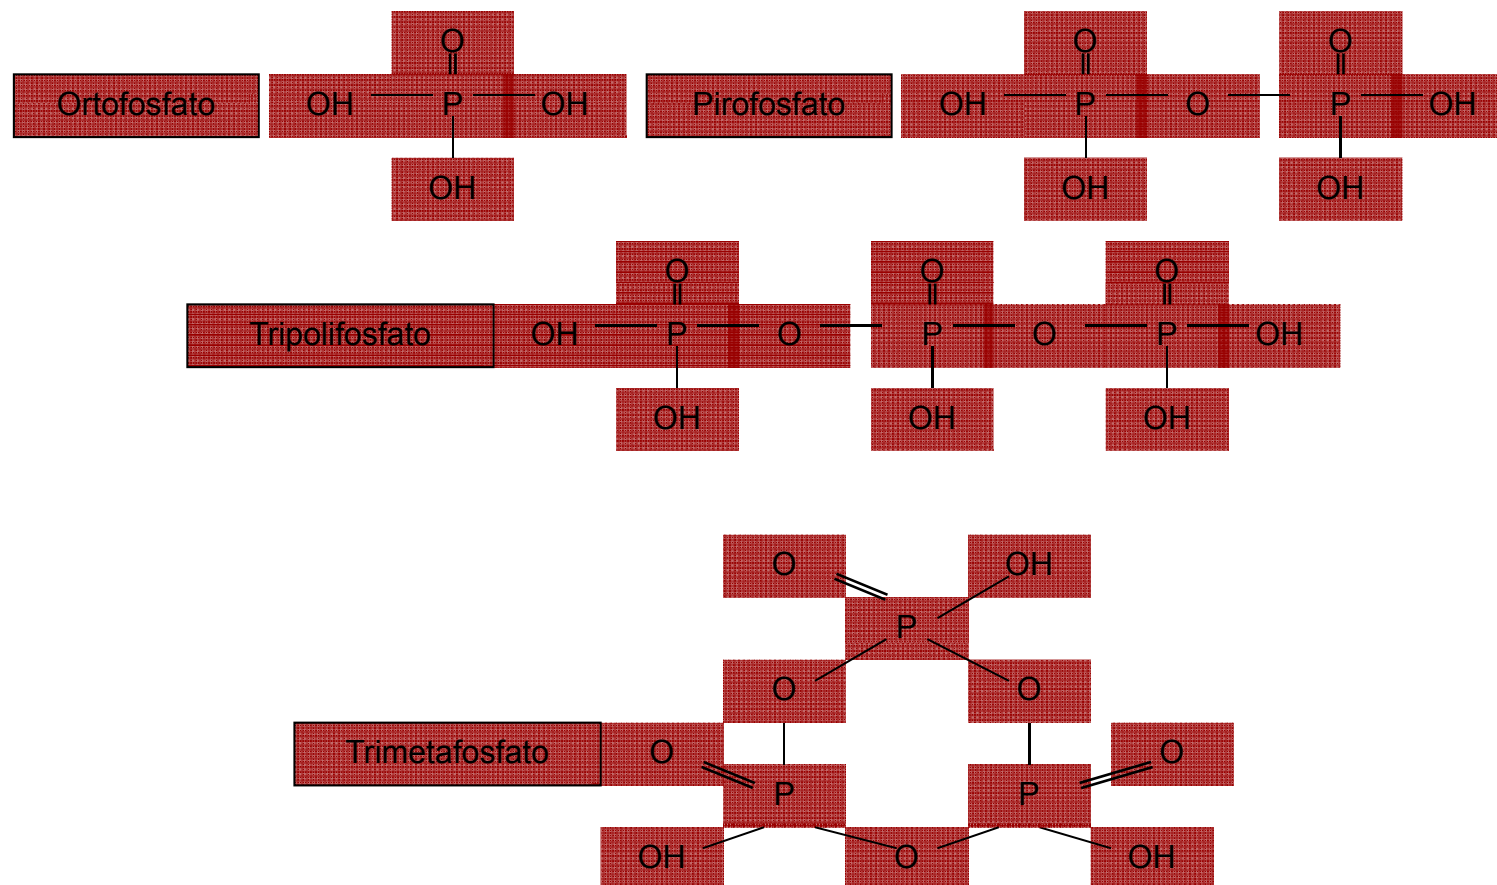 O O O
Ortofosfato OH P OH Pirofosfato OH P O P OH
OH OH OH
O O O
Tripolifosfato OH P O P O P OH
OH OH OH
O OH
P
O O
Trimetafosfato O O
P P
OH O OH